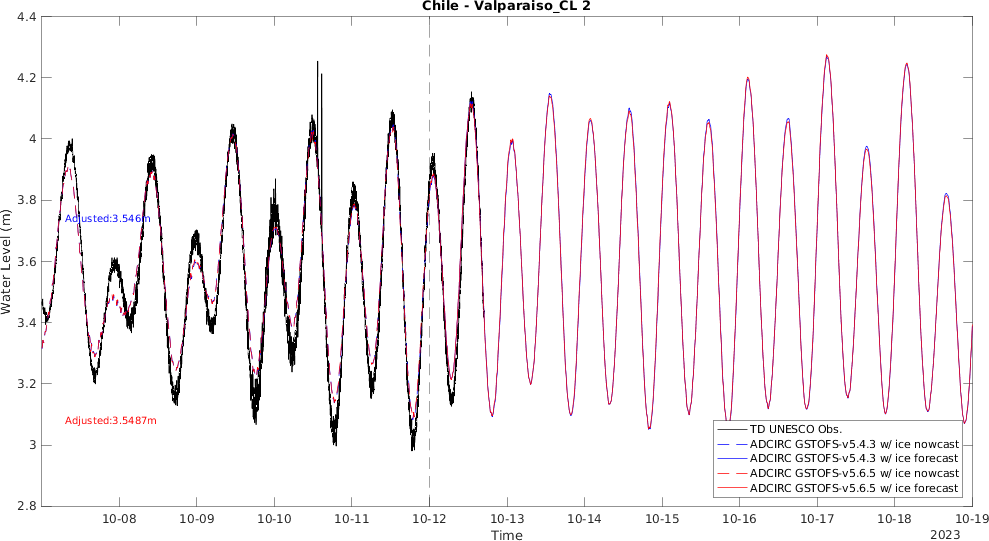 Chile - Valparaiso_CL 2
4.4
4.2
4
3.8
3.6
3.4
3.2
3
2.8
Water Level (m)
Adjusted:3.546m
Adjusted:3.5487m
TD UNESCO Obs.
ADCIRC GSTOFS-v5.4.3 w/ ice nowcast
ADCIRC GSTOFS-v5.4.3 w/ ice forecast
ADCIRC GSTOFS-v5.6.5 w/ ice nowcast
ADCIRC GSTOFS-v5.6.5 w/ ice forecast
10-08 10-09 10-10 10-11 10-12 10-13 10-14 10-15 10-16 10-17 10-18 10-19
Time
2023